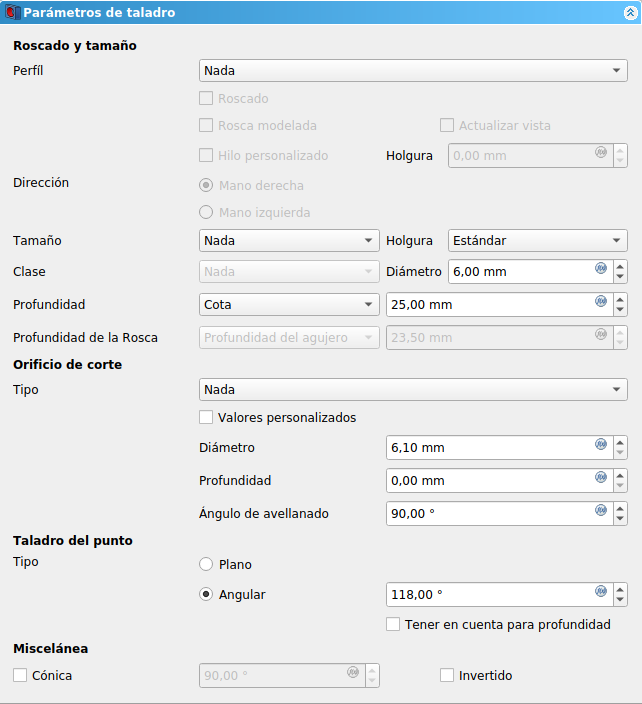 Parámetros de taladro
Roscado y tamaño
Perfíl Nada
Roscado
Rosca modelada Actualizar vista
Hilo personalizado Holgura 0,00 mm
Dirección Mano derecha
Mano izquierda
Tamaño Nada Holgura Estándar
Clase Nada Diámetro 6,00 mm
Profundidad Cota 25,00 mm
Profundidad de la Rosca Profundidad del agujero 23,50 mm
Orificio de corte
Tipo Nada
Valores personalizados
Diámetro 6,10 mm
Profundidad 0,00 mm
Ángulo de avellanado 90,00 °
Taladro del punto
Tipo Plano
Angular 118,00 °
Tener en cuenta para profundidad
Miscelánea
Cónica 90,00 ° Invertido